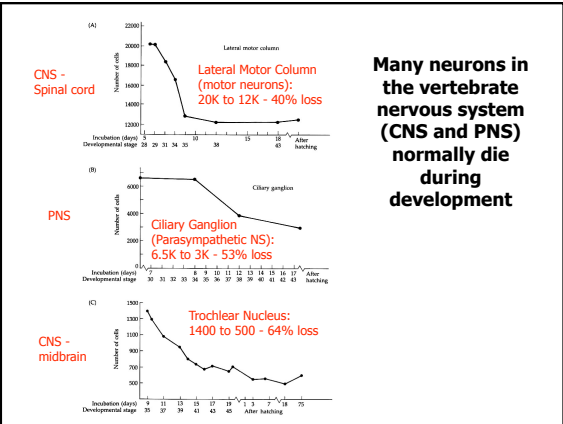 (A)
22000
20000
18000
16000
14000
12000
Number of cells
Lateral motor column
CNS -
Spinal cord
Lateral Motor Column
(motor neurons):
20K to 12K - 40% loss
Incubation (days) 5 10 15 18 After
Developmental stage 28 29 31 34 35 38 43 hatching
(B)
6000
4000
2000
0
Number of cells
Ciliary ganglion
PNS
Ciliary Ganglion
(Parasympathetic NS):
6.5K to 3K - 53% loss
Incubation (days) 7 8 9 10 11 12 13 14 15 16 17 After
Developmental stage 30 31 32 33 34 35 36 37 38 39 40 41 42 43 hatching
(C)
1500
1300
1100
900
700
500
Number of cells
CNS -
midbrain
Trochlear Nucleus:
1400 to 500 - 64% loss
Incubation (days) 9 11 13 15 17 19 1 3 7 18 75
Developmental stage 35 37 39 41 43 45 After hatching
Many neurons in
the vertebrate
nervous system
(CNS and PNS)
normally die
during
development